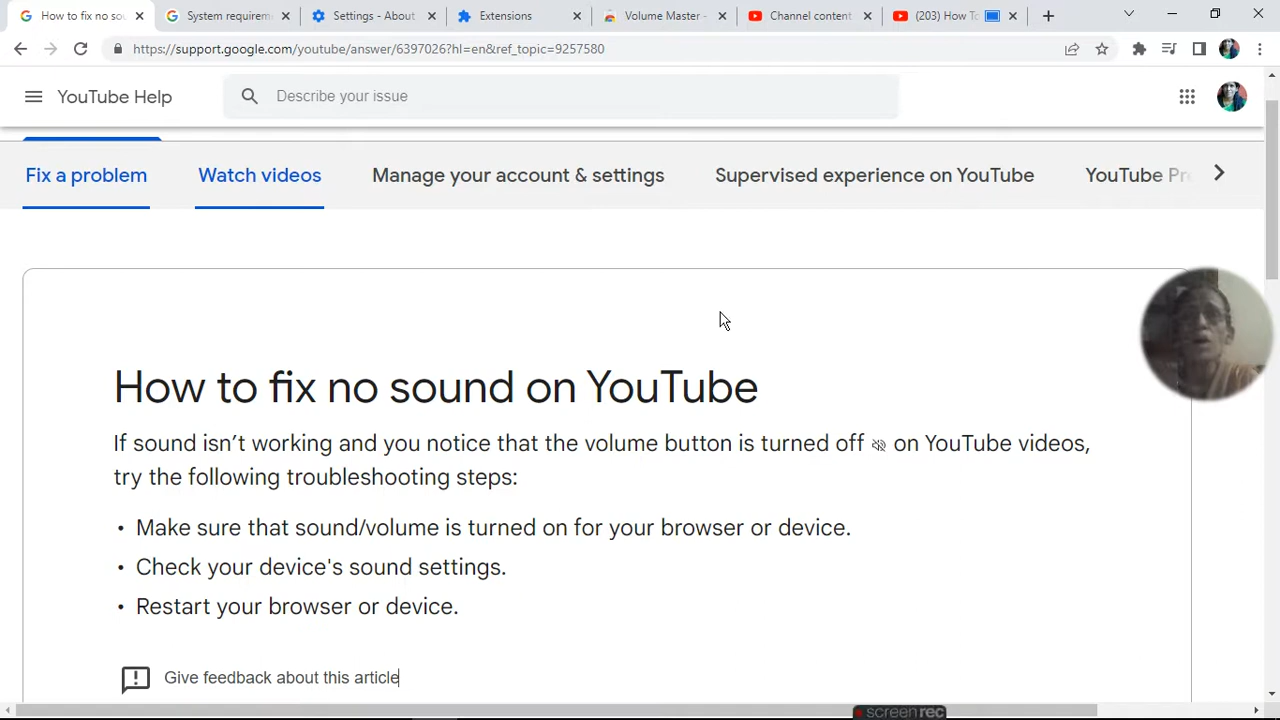 How to fix no sou
System requirem
Settings - About
Extensions
Volume Master -
Channel content
(203) How To
https://support.google.com/youtube/answer/6397026?hl=en&ref_topic=9257580
YouTube Help
Describe your issue
Fix a problem
Watch videos
Manage your account & settings
Supervised experience on YouTube
YouTube Pr
How to fix no sound on YouTube
If sound isn’t working and you notice that the volume button is turned off on YouTube videos,
try the following troubleshooting steps:
• Make sure that sound/volume is turned on for your browser or device.
• Check your device's sound settings.
• Restart your browser or device.
Give feedback about this article
screenrec